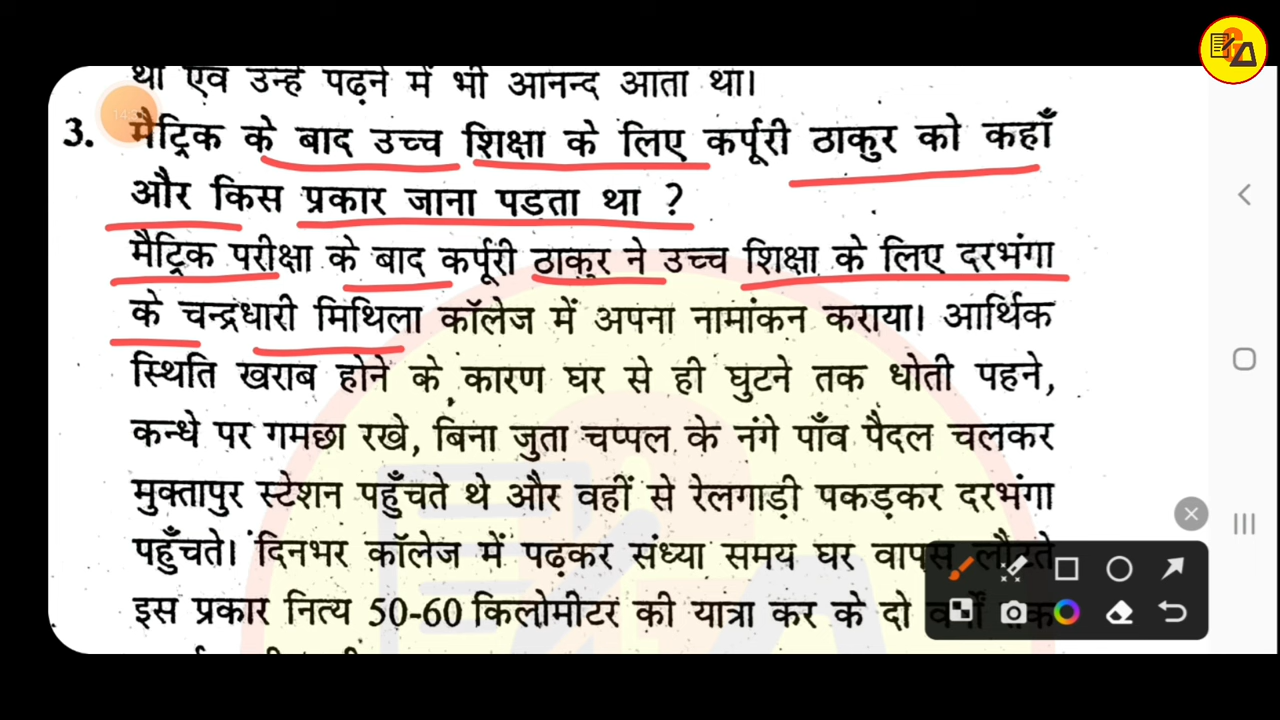 था एवं उन्हें पढ़ने में भी आनन्द आता था।
3. मैट्रिक के बाद उच्च शिक्षा के लिए कर्पूरी ठाकुर को कहाँ
और किस प्रकार जाना पडता था ?
मैट्रिक परीक्षा के बाद कर्पूरी ठाकुर ने उच्च शिक्षा के लिए दरभंगा
के चन्द्रधारी मिथिला कॉलेज में अपना नामांकन कराया। आर्थिक
स्थिति खराब होने के कारण घर से ही घुटने तक धोती पहने,
कन्धे पर गमछा रखे, बिना जुता चप्पल के नंगे पाँव पैदल चलकर
मुक्तापुर स्टेशन पहुँचते थे और वहीं से रेलगाड़ी पकड़कर दरभंगा
पहुँचते। दिनभर कॉलेज में पढ़कर संध्या समय घर वापस लौटते
इस प्रकार नित्य 50-60 किलोमीटर की यात्रा कर के दो वर्षों तक